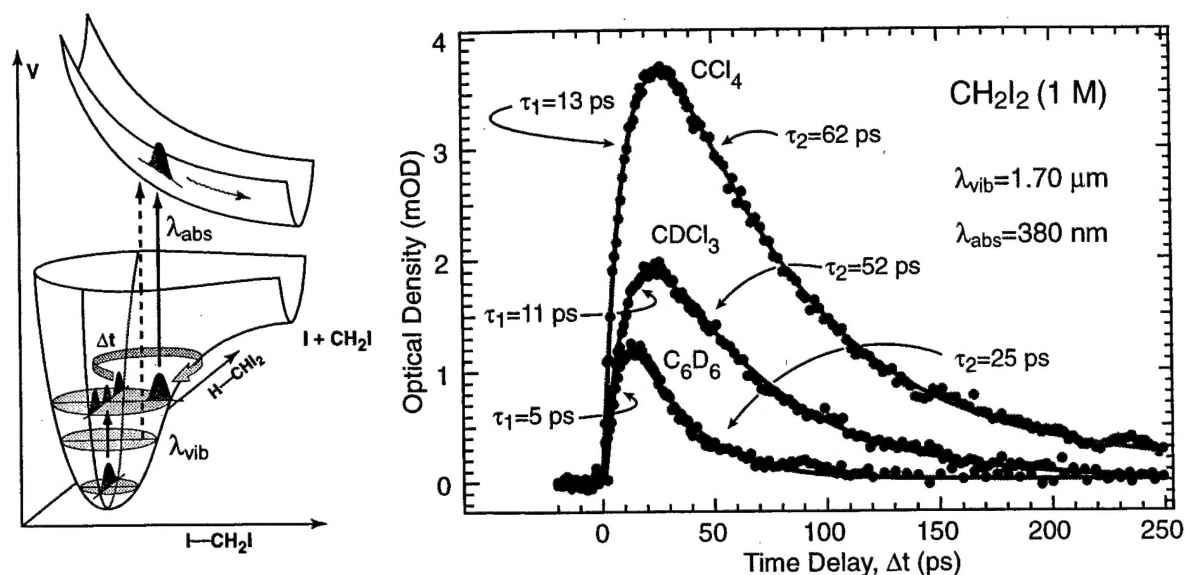 V
λabs
Δt
I + CH₂I
H—CHI₂
λvib
I—CH₂I
4
3
2
1
0
Optical Density (mOD)
CCl₄
CH₂I₂ (1 M)
τ₁=13 ps
τ₂=62 ps
λvib=1.70 μm
λabs=380 nm
CDCl₃
τ₂=52 ps
τ₁=11 ps
C₆D₆
τ₂=25 ps
τ₁=5 ps
0 50 100 150 200 250
Time Delay, Δt (ps)